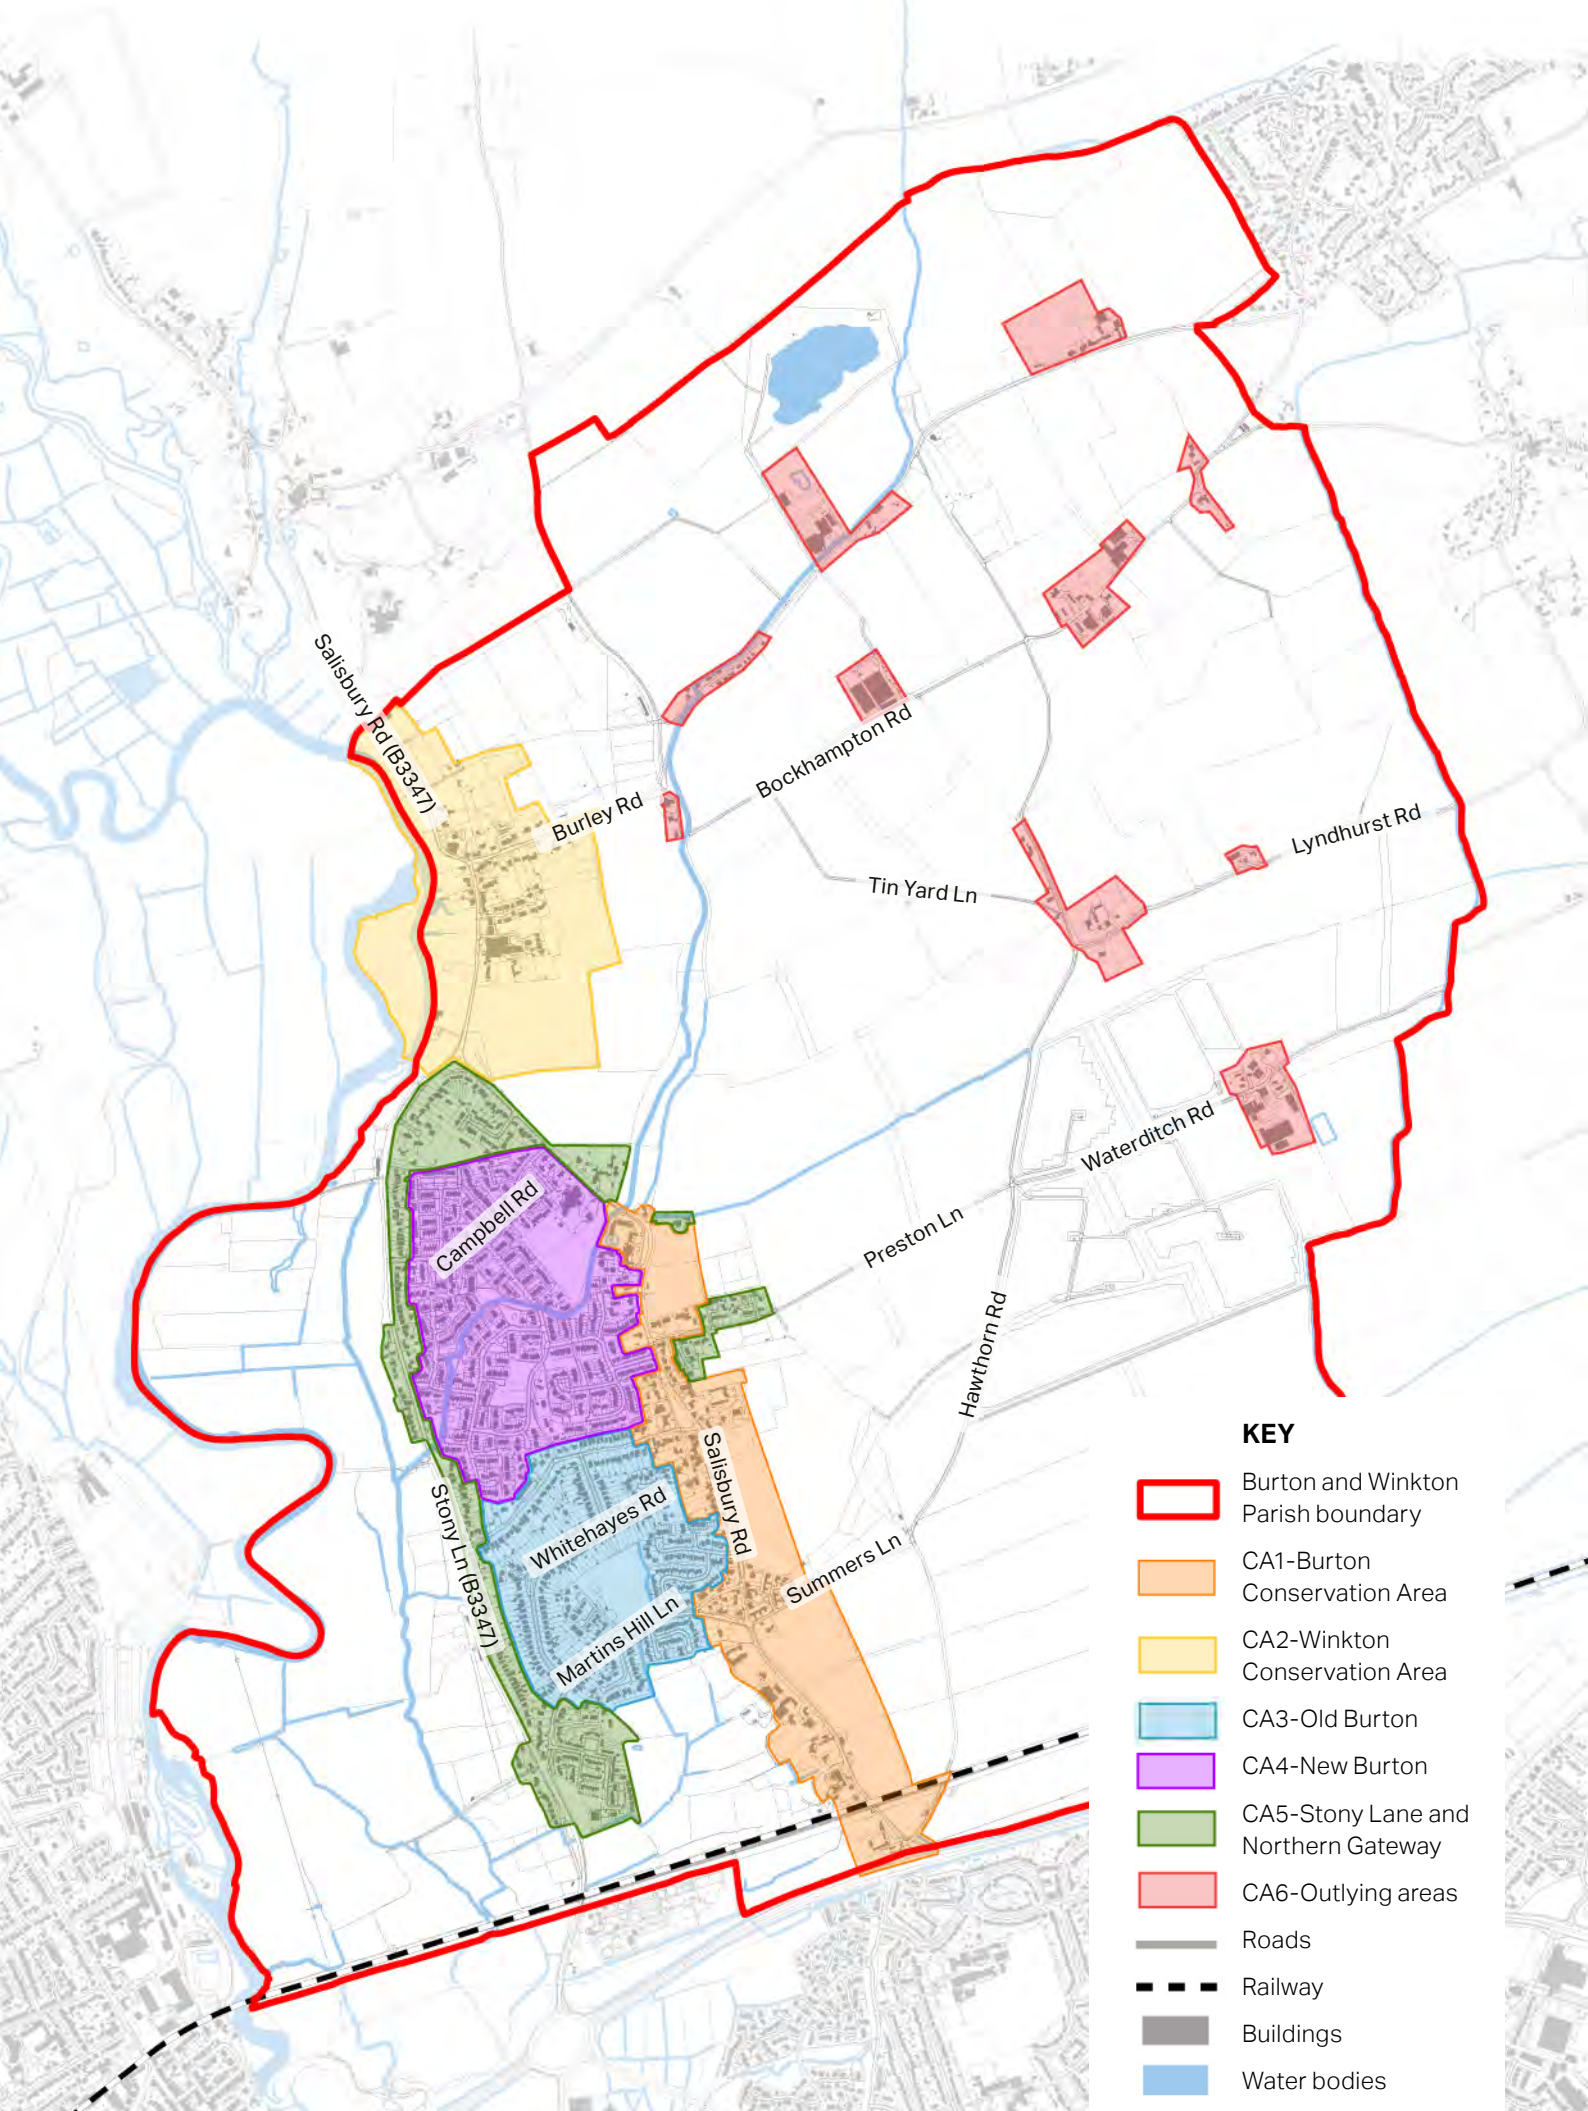 Salisbury Rd (B3347)
Burley Rd
Bockhampton Rd
Tin Yard Ln
Lyndhurst Rd
Waterditch Rd
Campbell Rd
Preston Ln
Hawthorn Rd
Salisbury Rd
Stony Ln (B3347)
Whitehayes Rd
Summers Ln
Martins Hill Ln
KEY
Burton and Winkton
Parish boundary
CA1-Burton
Conservation Area
CA2-Winkton
Conservation Area
CA3-Old Burton
CA4-New Burton
CA5-Stony Lane and
Northern Gateway
CA6-Outlying areas
Roads
Railway
Buildings
Water bodies